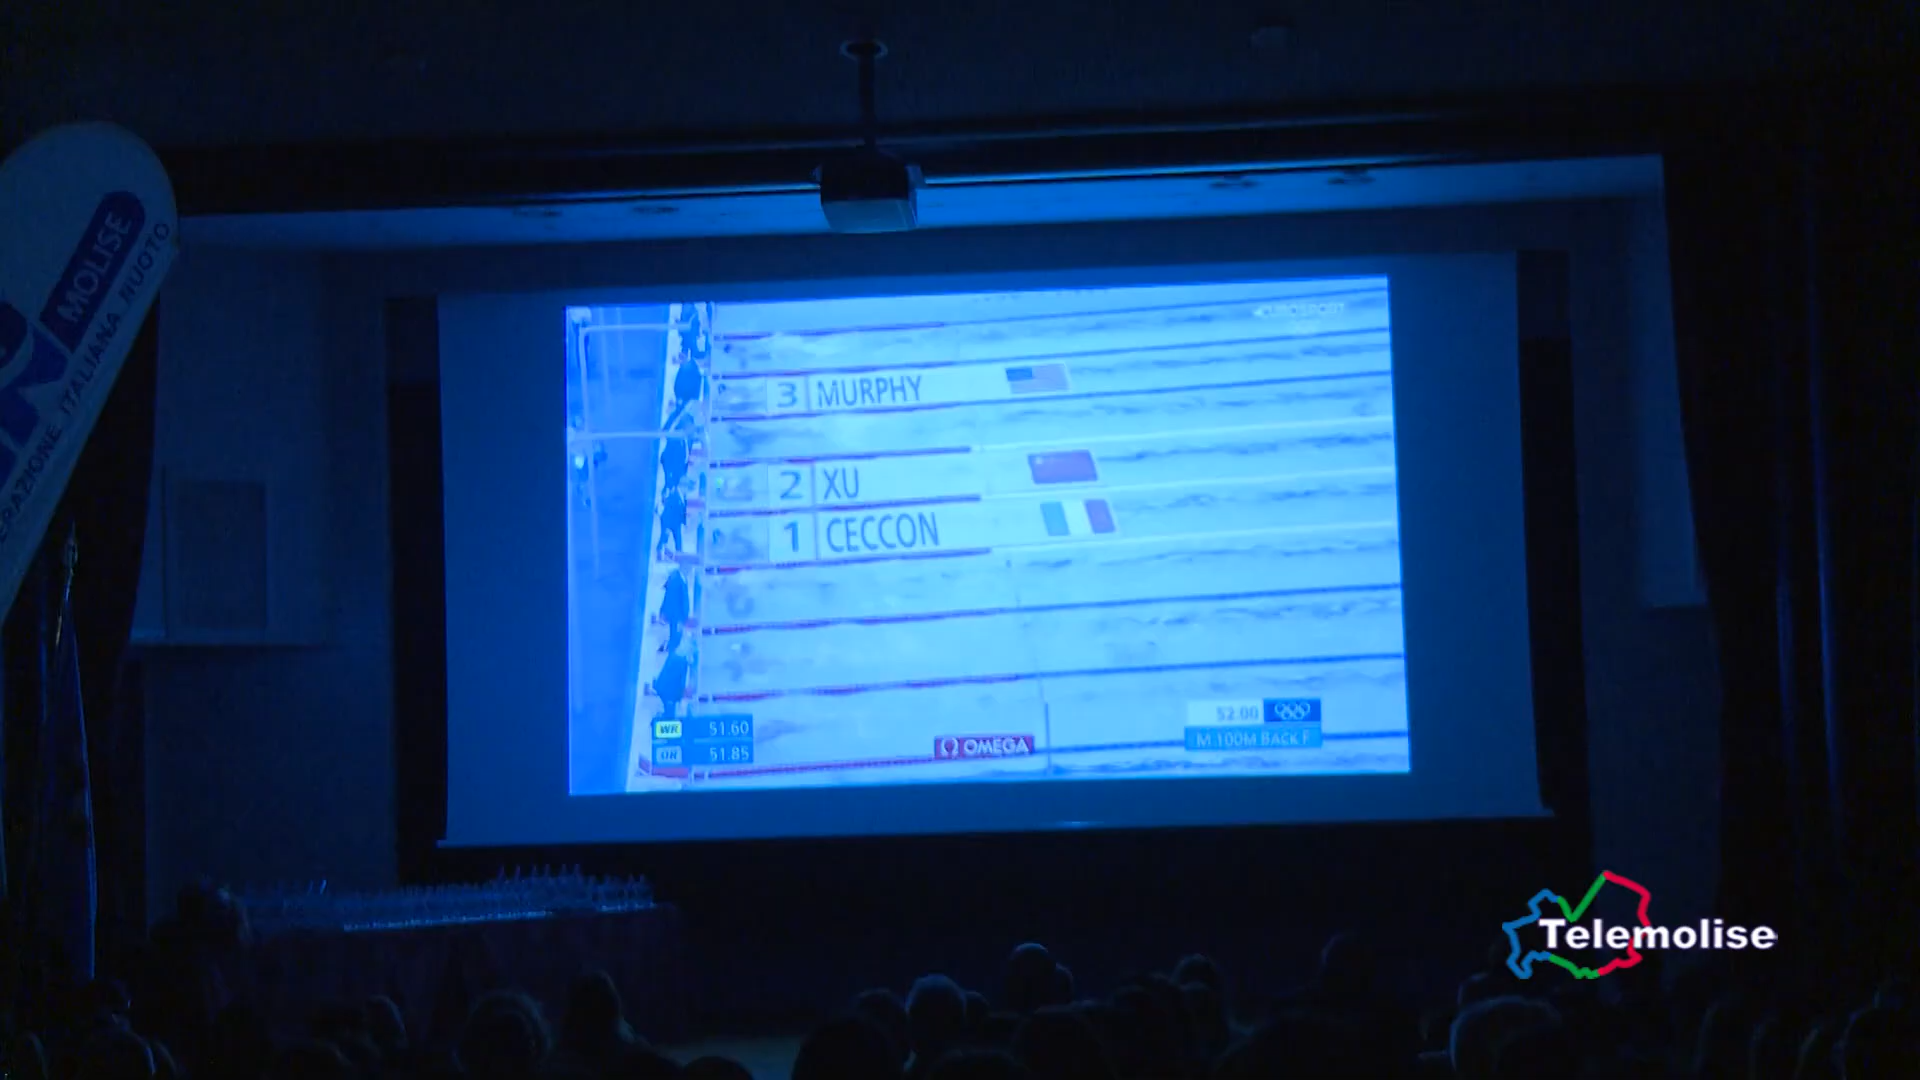 MOLISE
ERAZIONE ITALIANA NUOTO
EUROSPORT
3 MURPHY
2 XU
1 CECCON
WR 51.60
OR 51.85
Ω OMEGA
52.00
M 100M BACK F
Telemolise